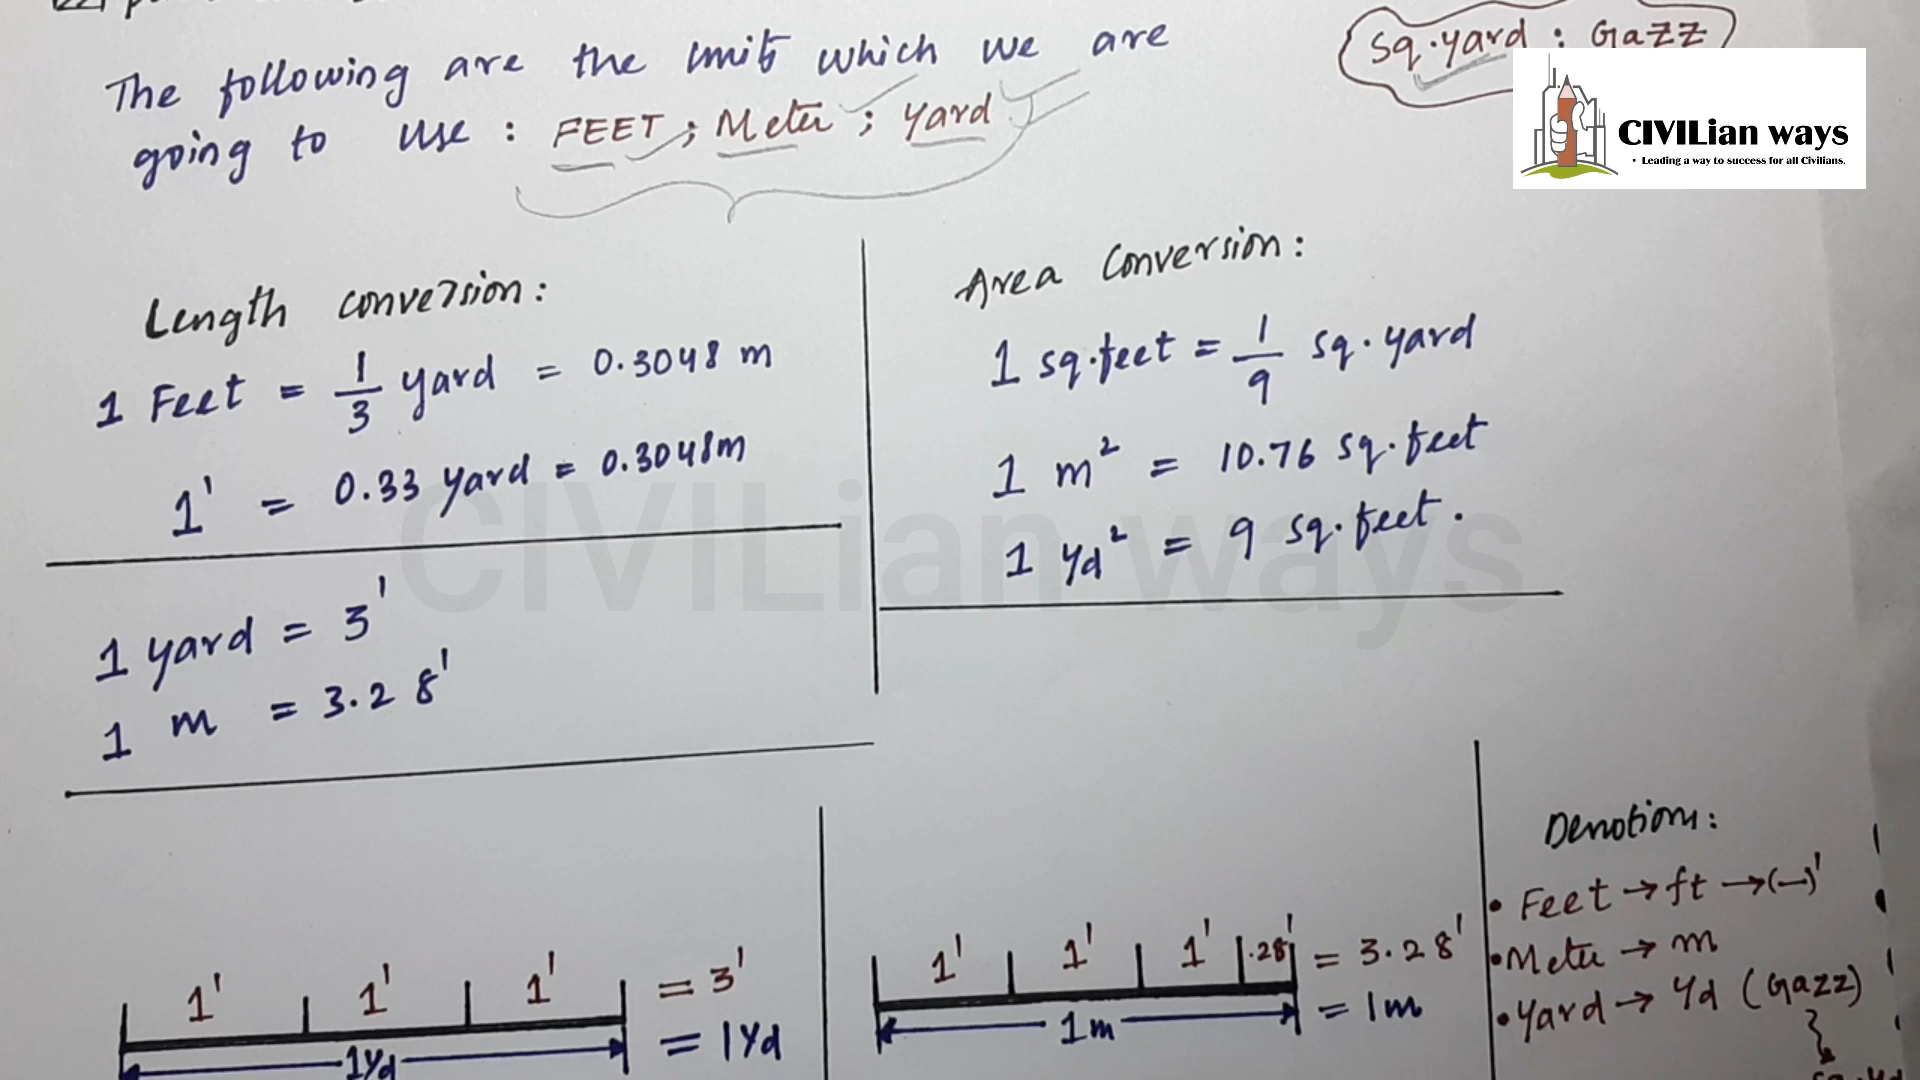 The following are the units which we are
going to use : FEET ; Meter ; yard
Sq.yard : GaZZ
CIVILian ways
• Leading a way to success for all Civilians.
Length conversion :
1 Feet = 1/3 yard = 0.3048 m
1' = 0.33 yard = 0.3048m
1 yard = 3'
1 m = 3.28'
Area Conversion :
1 sq.feet = 1/9 sq.yard
1 m² = 10.76 sq.feet
1 yd² = 9 sq.feet.
CIVILian ways
1' 1' 1' = 3'
1Yd = 1Yd
1' 1' 1' .28' = 3.28'
1m = 1m
Denotions :
• Feet → ft → (—)'
• Meter → m
• Yard → Yd (Gazz)